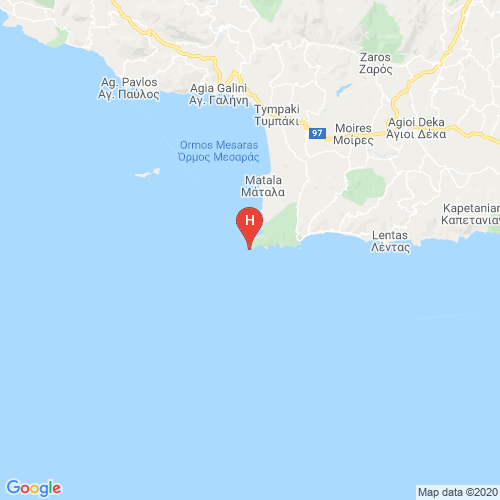 Zaros
Ζαρός
Ag. Pavlos
Αγ. Παύλος
Agia Galini
Αγ. Γαλήνη
Tympaki
Τυμπάκι
97
Moires
Μοίρες
Agioi Deka
Άγιοι Δέκα
Ormos Mesaras
Όρμος Μεσαράς
Matala
Μάταλα
Kapetanian
Καπετανιαν
H
Lentas
Λέντας
Google
Map data ©2020